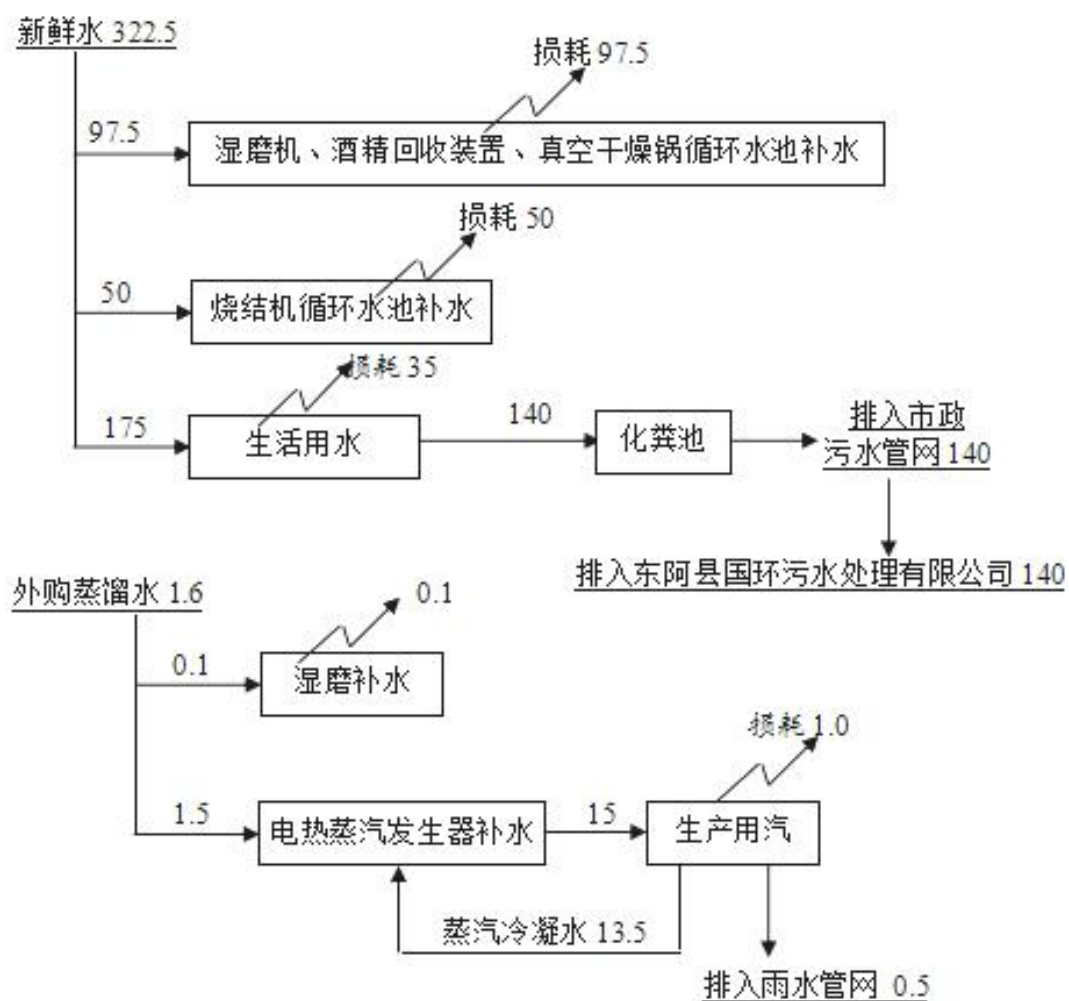 新鲜水 322.5
损耗 97.5
97.5
湿磨机、酒精回收装置、真空干燥锅循环水池补水
损耗 50
50
烧结机循环水池补水
损耗 35
175
生活用水
140
化粪池
排入市政
污水管网 140
排入东阿县国环污水处理有限公司 140
外购蒸馏水 1.6
0.1
0.1
湿磨补水
损耗 1.0
1.5
电热蒸汽发生器补水
15
生产用汽
蒸汽冷凝水 13.5
排入雨水管网 0.5